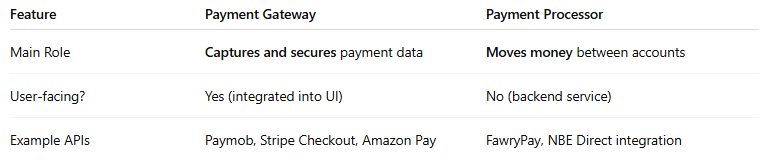 Feature Payment Gateway Payment Processor
Main Role Captures and secures payment data Moves money between accounts
User-facing? Yes (integrated into UI) No (backend service)
Example APIs Paymob, Stripe Checkout, Amazon Pay FawryPay, NBE Direct integration